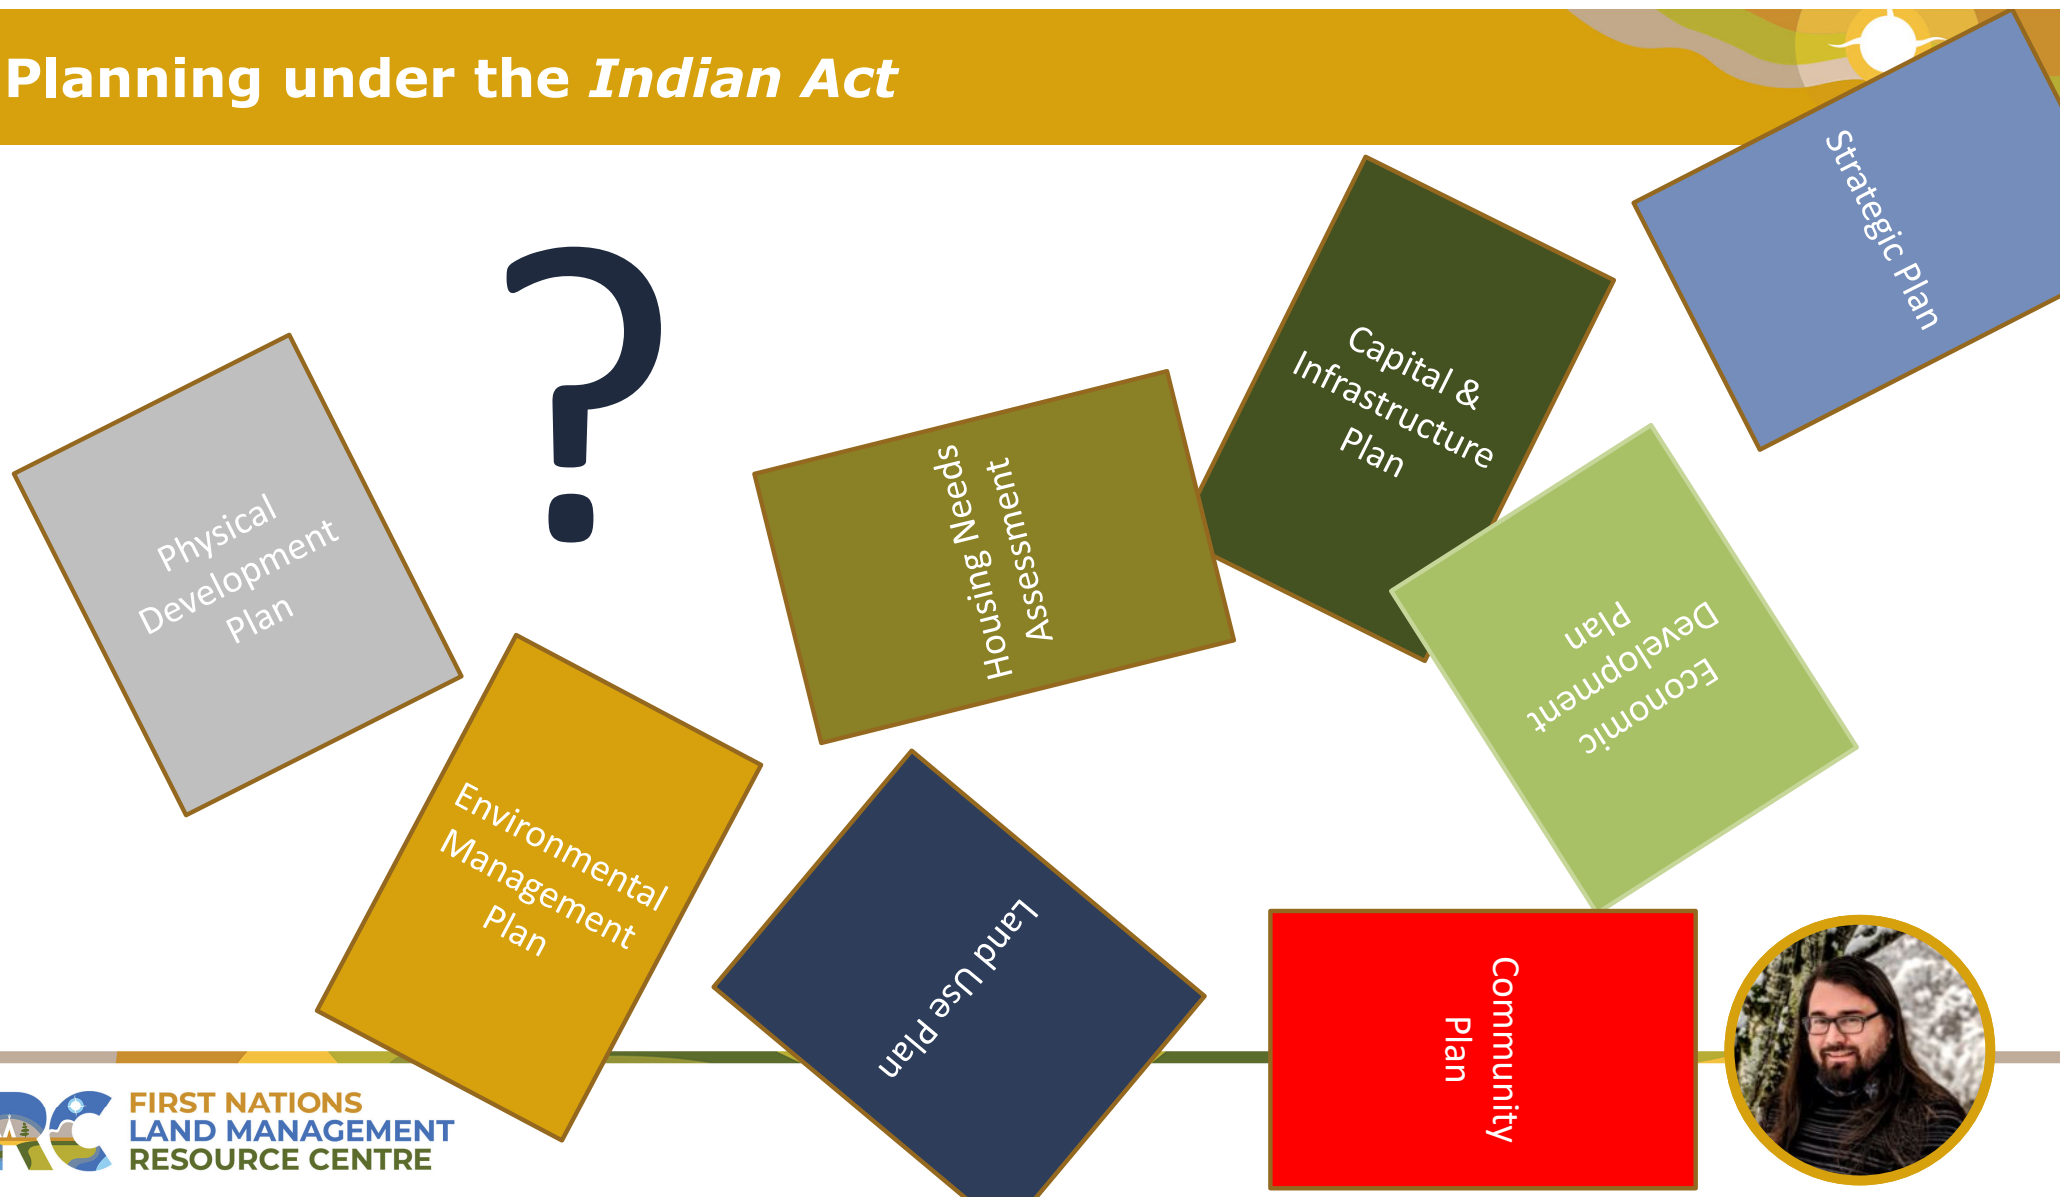 Planning under the Indian Act
?
Strategic Plan
Capital &
Infrastructure
Plan
Physical
Development
Plan
Housing Needs
Assessment
Economic
Development
Plan
Environmental
Management
Plan
Land Use Plan
Community
Plan
RC
FIRST NATIONS
LAND MANAGEMENT
RESOURCE CENTRE